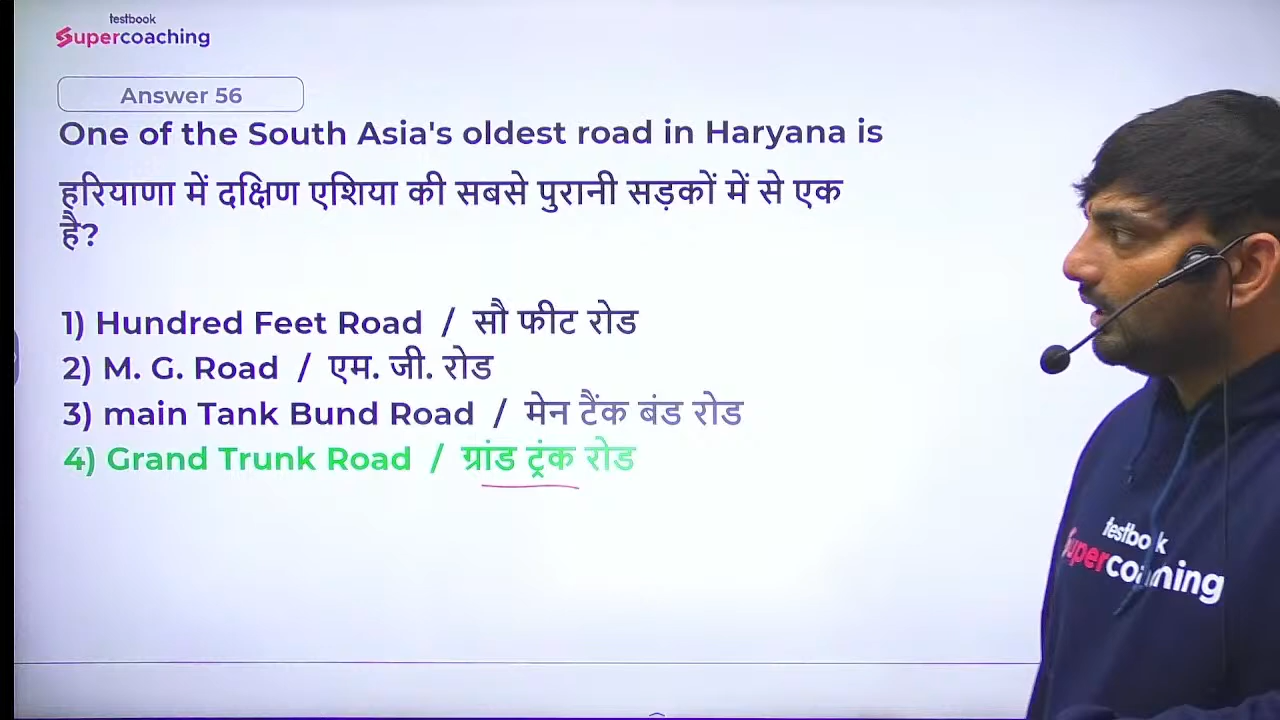 testbook
Supercoaching
Answer 56
One of the South Asia's oldest road in Haryana is
हरियाणा में दक्षिण एशिया की सबसे पुरानी सड़कों में से एक
है?
1) Hundred Feet Road / सौ फीट रोड
2) M. G. Road / एम. जी. रोड
3) main Tank Bund Road / मेन टैंक बंड रोड
4) Grand Trunk Road / ग्रांड ट्रंक रोड
testbook
Supercoaching